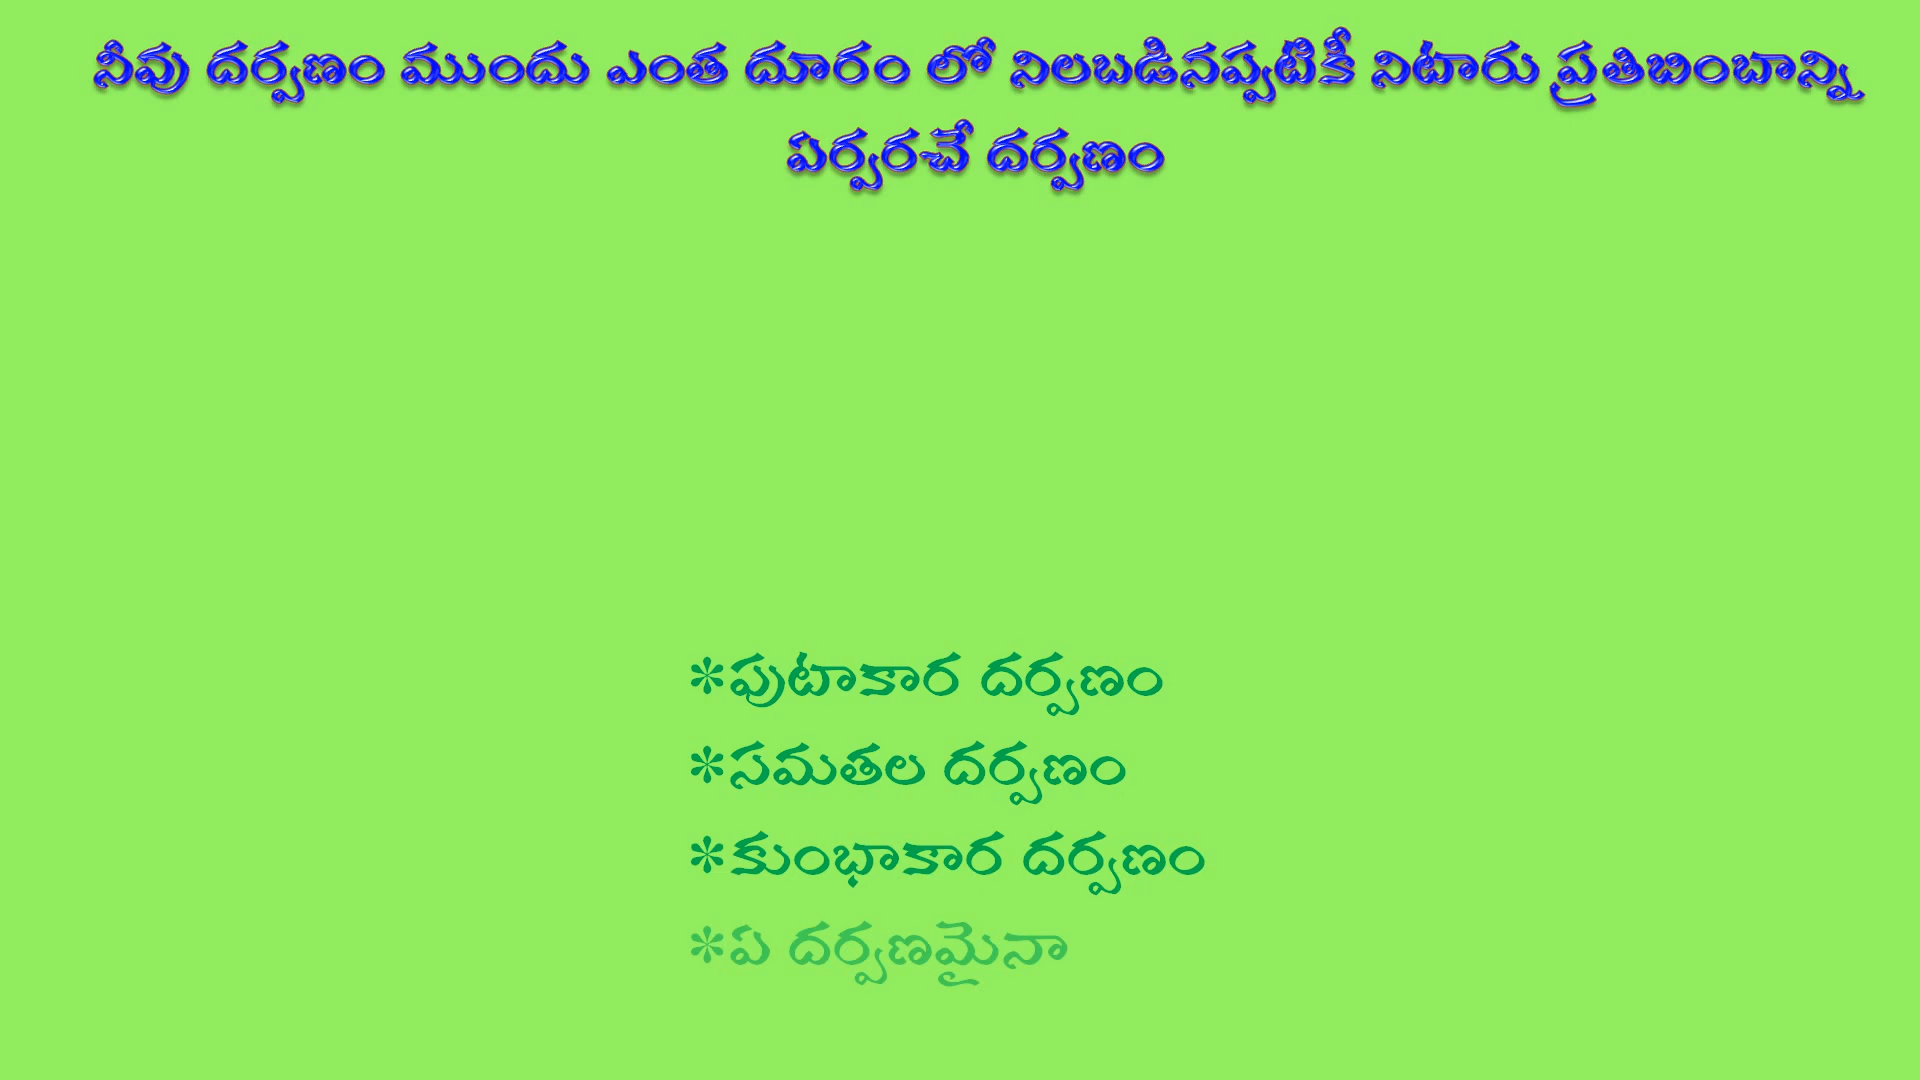 నీవు దర్పణం ముందు ఎంత దూరం లో నిలబడినప్పటికీ నిటారు ప్రతిబింబాన్ని
ఏర్పరచే దర్పణం
*పుటాకార దర్పణం
*సమతల దర్పణం
*కుంభాకార దర్పణం
*ఏ దర్పణమైనా